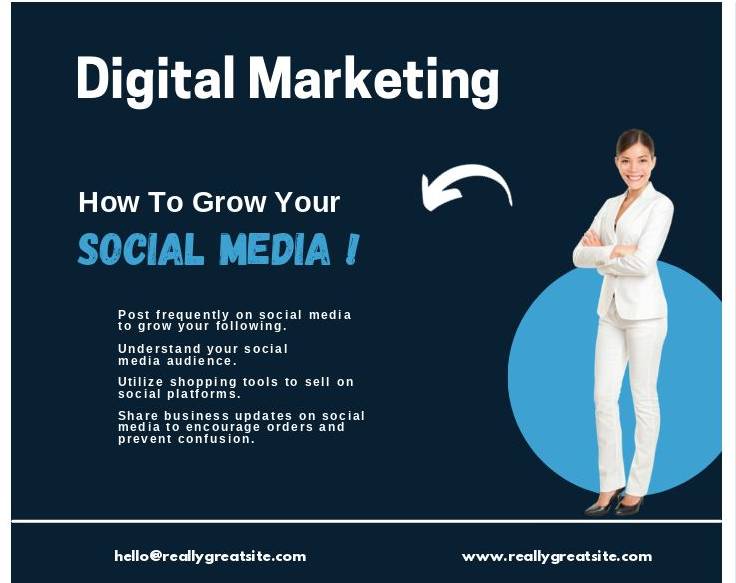 Digital Marketing
How To Grow Your
SOCIAL MEDIA !
Post frequently on social media
to grow your following.
Understand your social
media audience.
Utilize shopping tools to sell on
social platforms.
Share business updates on social
media to encourage orders and
prevent confusion.
hello@reallygreatsite.com
www.reallygreatsite.com